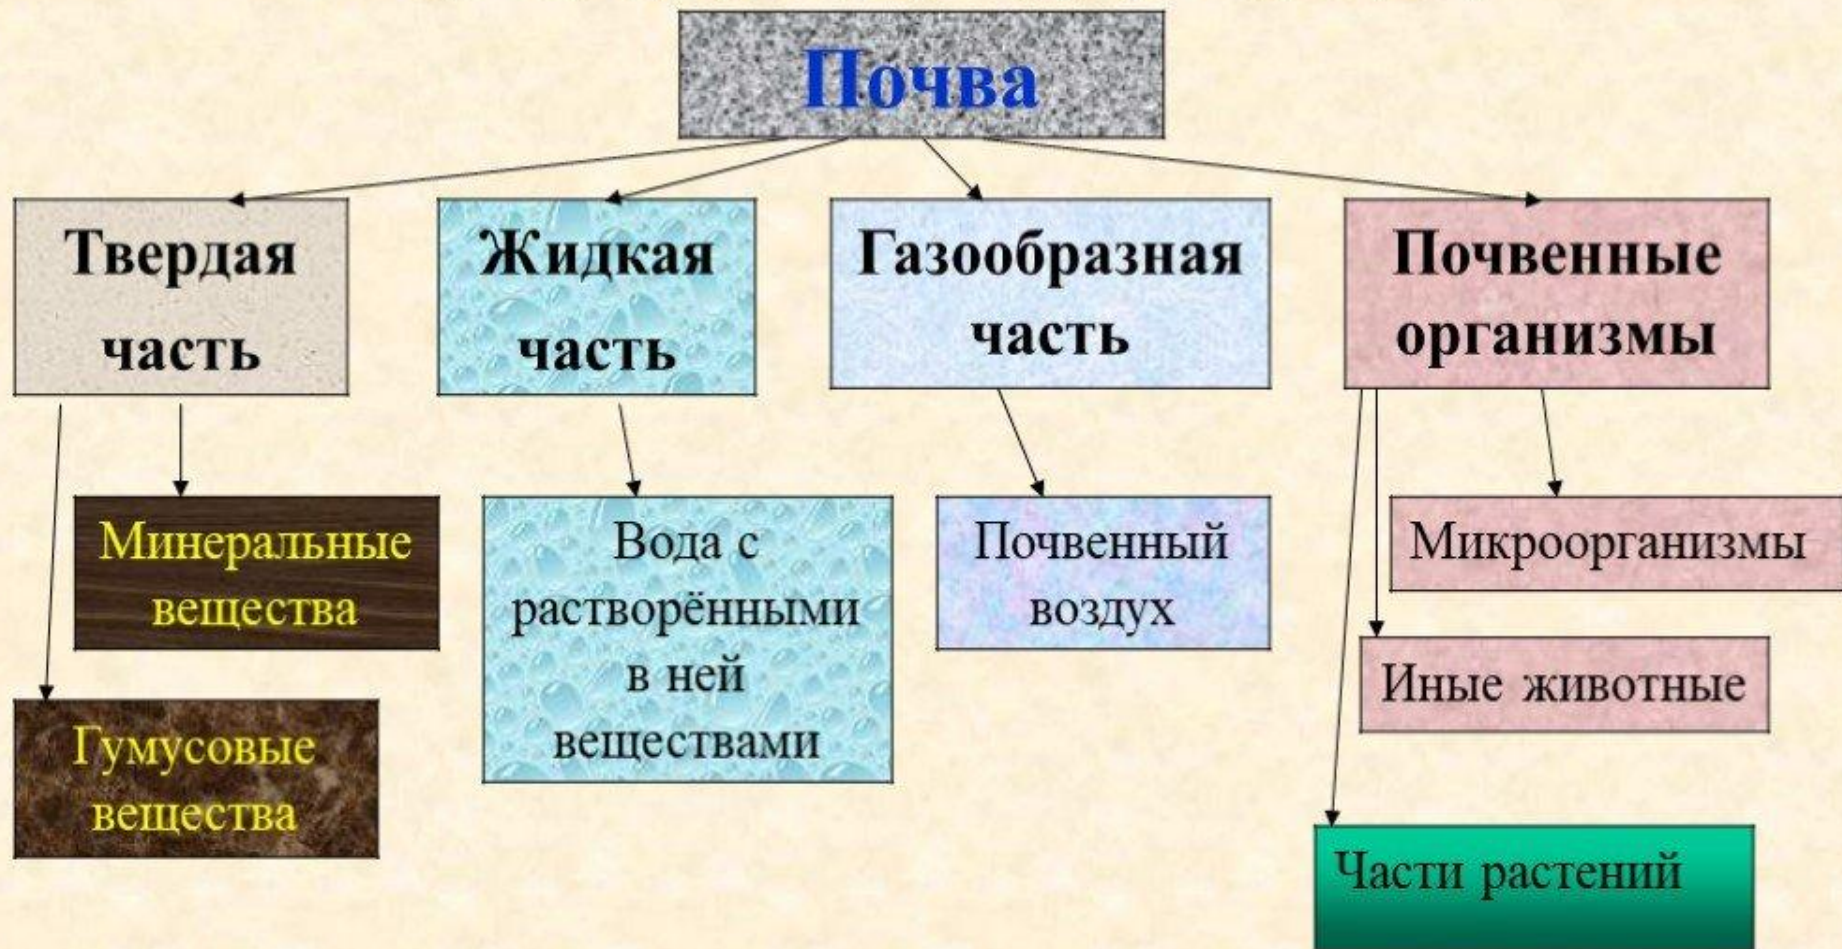 Почва
Твердая
часть
Жидкая
часть
Газообразная
часть
Почвенные
организмы
Минеральные
вещества
Гумусовые
вещества
Вода с
растворёнными
в ней
веществами
Почвенный
воздух
Микроорганизмы
Иные животные
Части растений